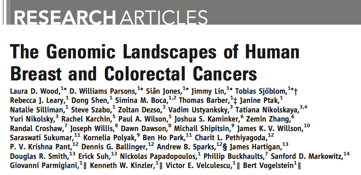 RESEARCH ARTICLES
The Genomic Landscapes of Human
Breast and Colorectal Cancers
Laura D. Wood,¹* D. Williams Parsons,¹* Siân Jones,¹* Jimmy Lin,¹* Tobias Sjöblom,¹*†
Rebecca J. Leary,¹ Dong Shen,¹ Simina M. Boca,¹,² Thomas Barber,¹‡ Janine Ptak,¹
Natalie Silliman,¹ Steve Szabo,¹ Zoltan Dezso,³ Vadim Ustyanksky,³ Tatiana Nikolskaya,³,⁴
Yuri Nikolsky,³ Rachel Karchin,⁵ Paul A. Wilson,⁵ Joshua S. Kaminker,⁶ Zemin Zhang,⁶
Randal Croshaw,⁷ Joseph Willis,⁸ Dawn Dawson,⁸ Michail Shipitsin,⁹ James K. V. Willson,¹⁰
Saraswati Sukumar,¹¹ Kornelia Polyak,⁹ Ben Ho Park,¹¹ Charit L. Pethiyagoda,¹²
P. V. Krishna Pant,¹² Dennis G. Ballinger,¹² Andrew B. Sparks,¹²§ James Hartigan,¹³
Douglas R. Smith,¹³ Erick Suh,¹³ Nickolas Papadopoulos,¹ Phillip Buckhaults,⁷ Sanford D. Markowitz,¹⁴
Giovanni Parmigiani,¹∥ Kenneth W. Kinzler,¹∥ Victor E. Velculescu,¹∥ Bert Vogelstein¹∥